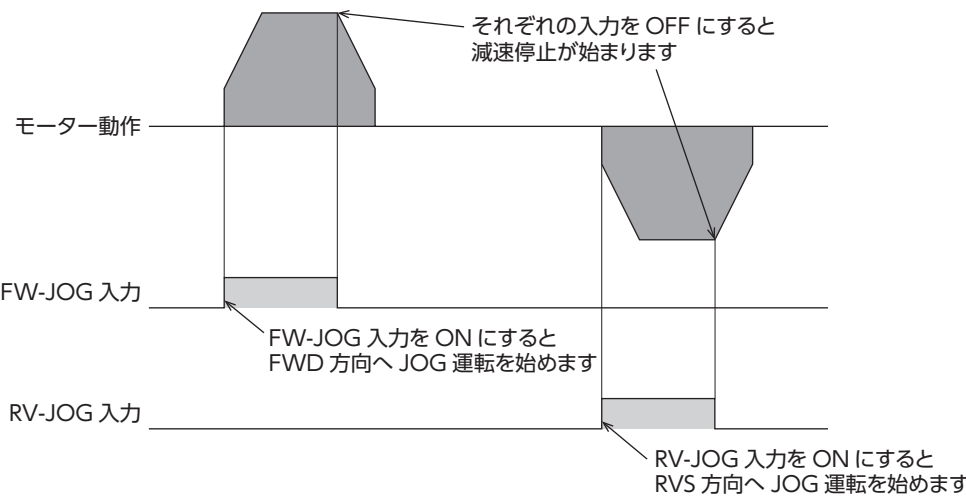 それぞれの入力を OFF にすると
減速停止が始まります
モーター動作
FW-JOG 入力
FW-JOG 入力を ON にすると
FWD 方向へ JOG 運転を始めます
RV-JOG 入力
RV-JOG 入力を ON にすると
RVS 方向へ JOG 運転を始めます